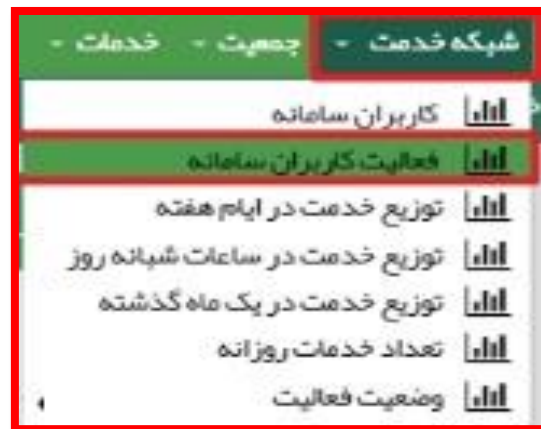 شبکه خدمت - جمعیت - خدمات -
کاربران سامانه
فعالیت کاربران سامانه
توزیع خدمت در ایام هفته
توزیع خدمت در ساعات شبانه روز
توزیع خدمت در یک ماه گذشته
تعداد خدمات روزانه
وضعیت فعالیت